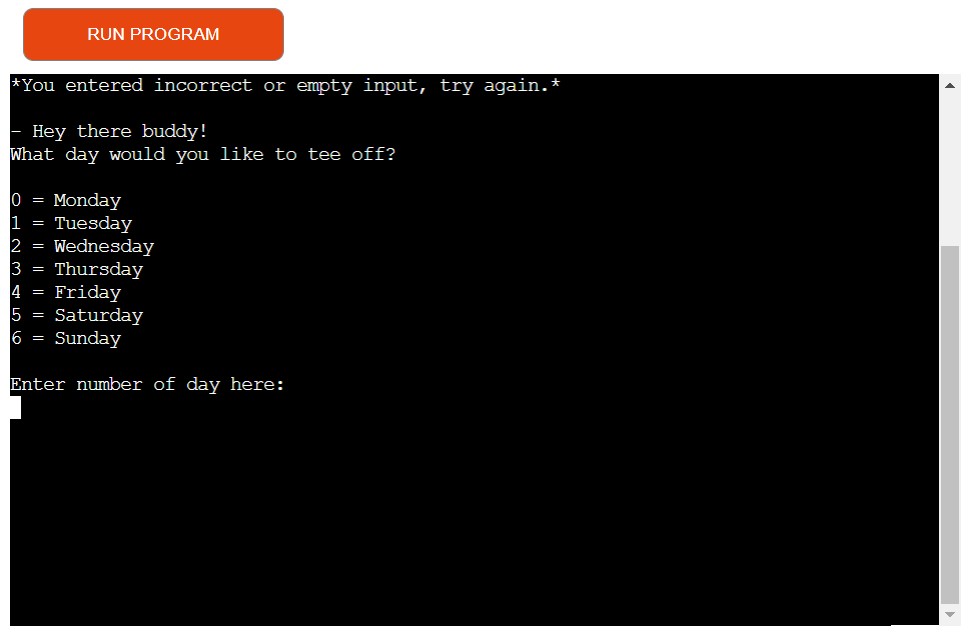 RUN PROGRAM
*You entered incorrect or empty input, try again.*
- Hey there buddy!
What day would you like to tee off?
0 = Monday
1 = Tuesday
2 = Wednesday
3 = Thursday
4 = Friday
5 = Saturday
6 = Sunday
Enter number of day here: